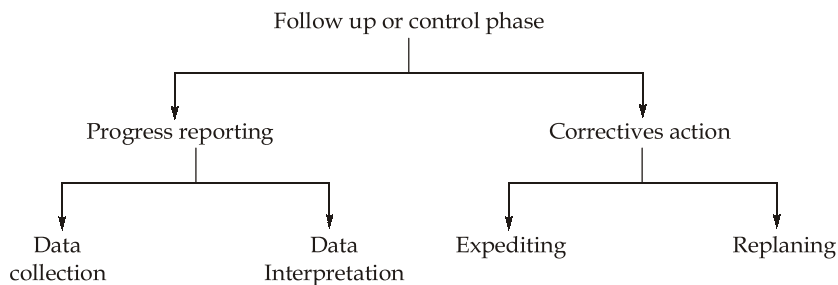 Follow up or control phase
Progress reporting
Correctives action
Data
collection
Data
Interpretation
Expediting
Replaning